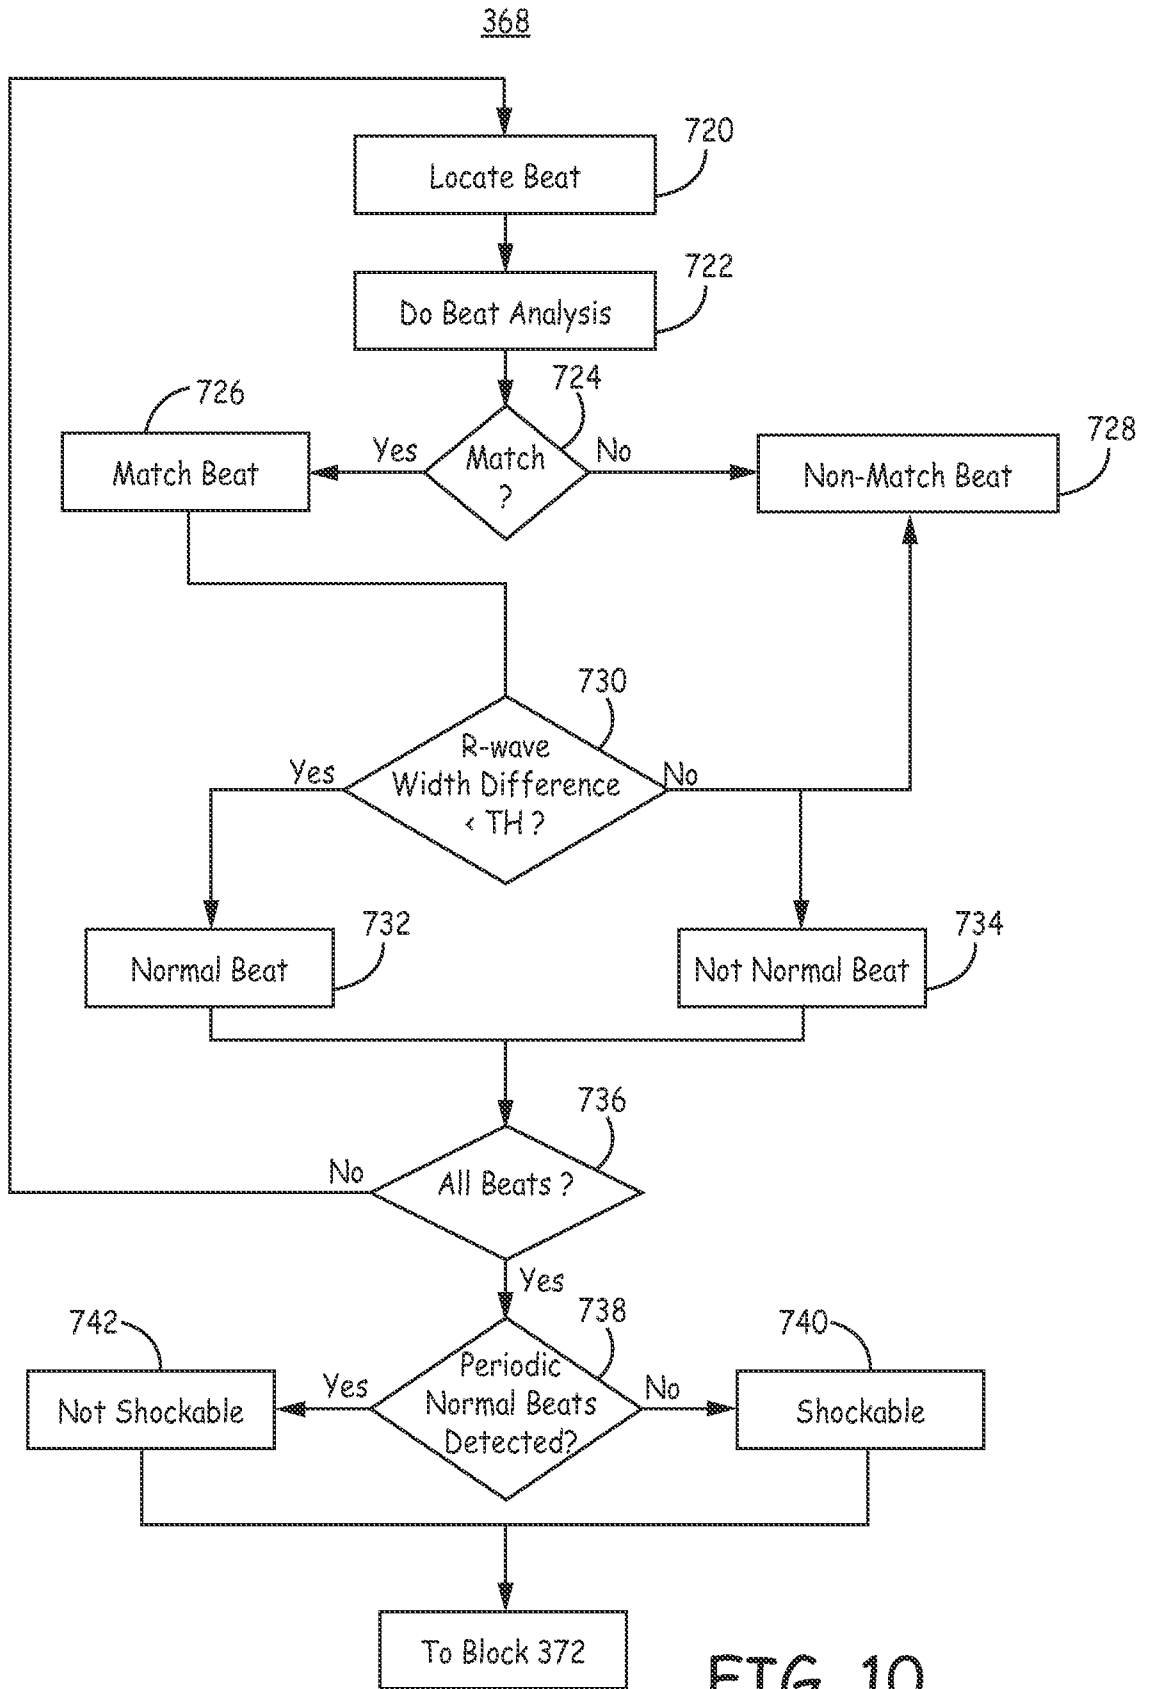 368
720
Locate Beat
722
Do Beat Analysis
724
726
Yes
Match
?
No
728
Match Beat
Non-Match Beat
730
R-wave
Width Difference
< TH ?
Yes
No
732
734
Normal Beat
Not Normal Beat
736
No
All Beats ?
Yes
738
742
740
Periodic
Normal Beats
Detected?
Yes
No
Not Shockable
Shockable
To Block 372
FIG. 10